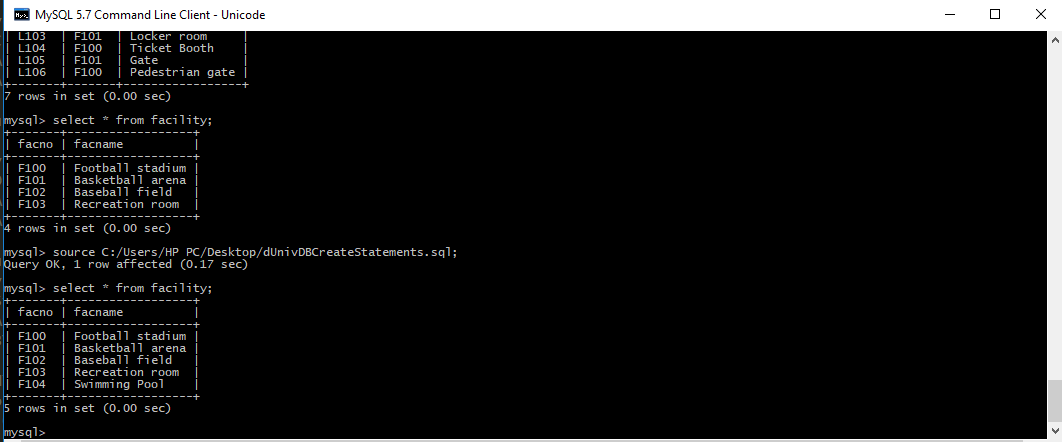 MySQL 5.7 Command Line Client - Unicode
| L103 | F101 | Locker room |
| L104 | F100 | Ticket Booth |
| L105 | F101 | Gate |
| L106 | F100 | Pedestrian gate |
+-------+-------+-----------------+
7 rows in set (0.00 sec)
mysql> select * from facility;
+-------+------------------+
| facno | facname |
+-------+------------------+
| F100 | Football stadium |
| F101 | Basketball arena |
| F102 | Baseball field |
| F103 | Recreation room |
+-------+------------------+
4 rows in set (0.00 sec)
mysql> source C:/Users/HP PC/Desktop/dUnivDBCreateStatements.sql;
Query OK, 1 row affected (0.17 sec)
mysql> select * from facility;
+-------+------------------+
| facno | facname |
+-------+------------------+
| F100 | Football stadium |
| F101 | Basketball arena |
| F102 | Baseball field |
| F103 | Recreation room |
| F104 | Swimming Pool |
+-------+------------------+
5 rows in set (0.00 sec)
mysql>